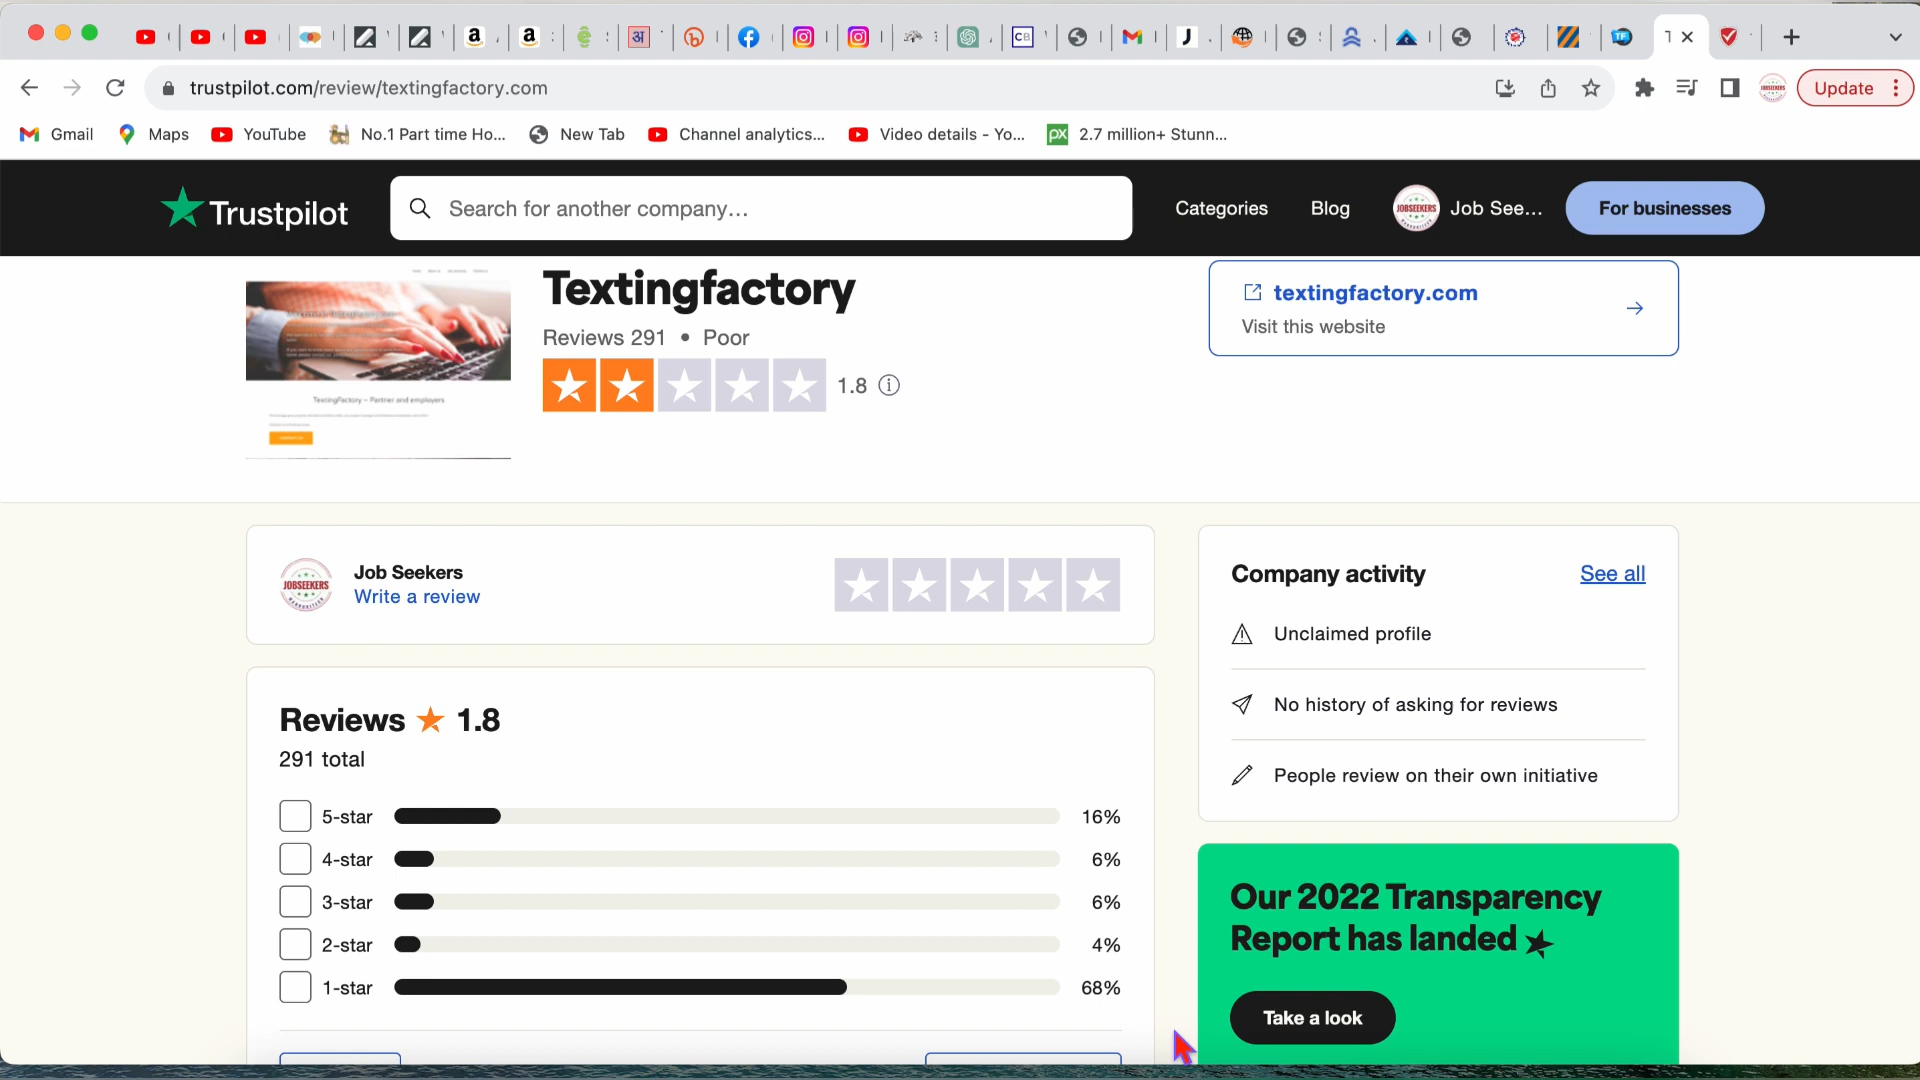 trustpilot.com/review/textingfactory.com
Update
Gmail
Maps
YouTube
No.1 Part time Ho...
New Tab
Channel analytics...
Video details - Yo...
2.7 million+ Stunn...
Trustpilot
Search for another company...
Categories
Blog
Job See...
For businesses
Textingfactory
Reviews 291 • Poor
1.8
TextingFactory – Partner and employers
textingfactory.com
Visit this website
Job Seekers
Write a review
Reviews 1.8
291 total
5-star 16%
4-star 6%
3-star 6%
2-star 4%
1-star 68%
Company activity
See all
Unclaimed profile
No history of asking for reviews
People review on their own initiative
Our 2022 Transparency
Report has landed
Take a look